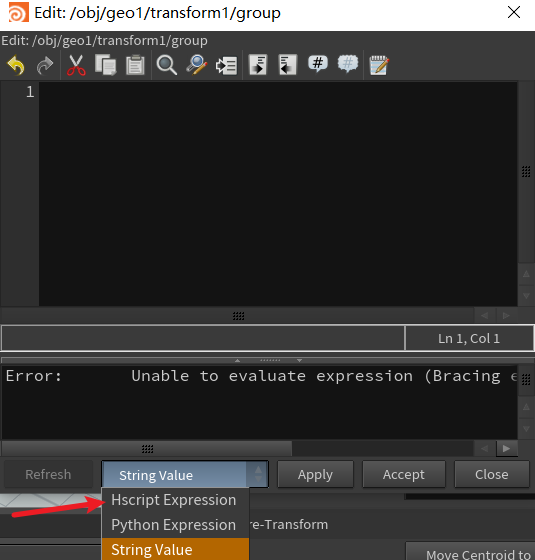 Edit: /obj/geo1/transform1/group
Edit: /obj/geo1/transform1/group
1
Ln 1, Col 1
Error: Unable to evaluate expression (Bracing e
Refresh
String Value
Apply
Accept
Close
Hscript Expression
Python Expression
re-Transform
String Value
Move Centroid to